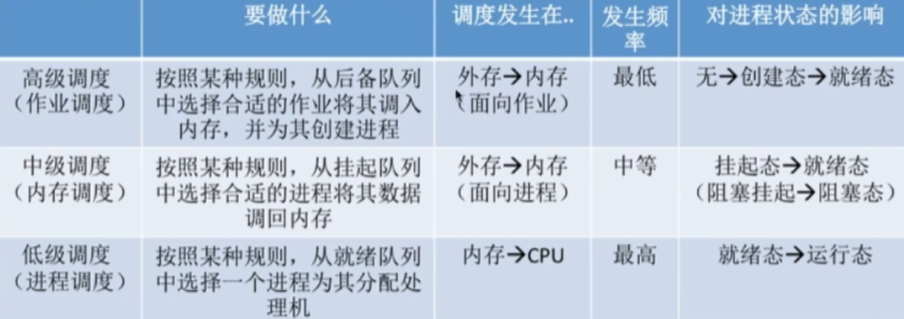 要做什么
调度发生在..
发生频
率
对进程状态的影响
高级调度
（作业调度）
按照某种规则，从后备队列
中选择合适的作业将其调入
内存，并为其创建进程
外存→内存
（面向作业）
最低
无→创建态→就绪态
中级调度
（内存调度）
按照某种规则，从挂起队列
中选择合适的进程将其数据
调回内存
外存→内存
（面向进程）
中等
挂起态→就绪态
（阻塞挂起→阻塞态）
低级调度
（进程调度）
按照某种规则，从就绪队列
中选择一个进程为其分配处
理机
内存→CPU
最高
就绪态→运行态